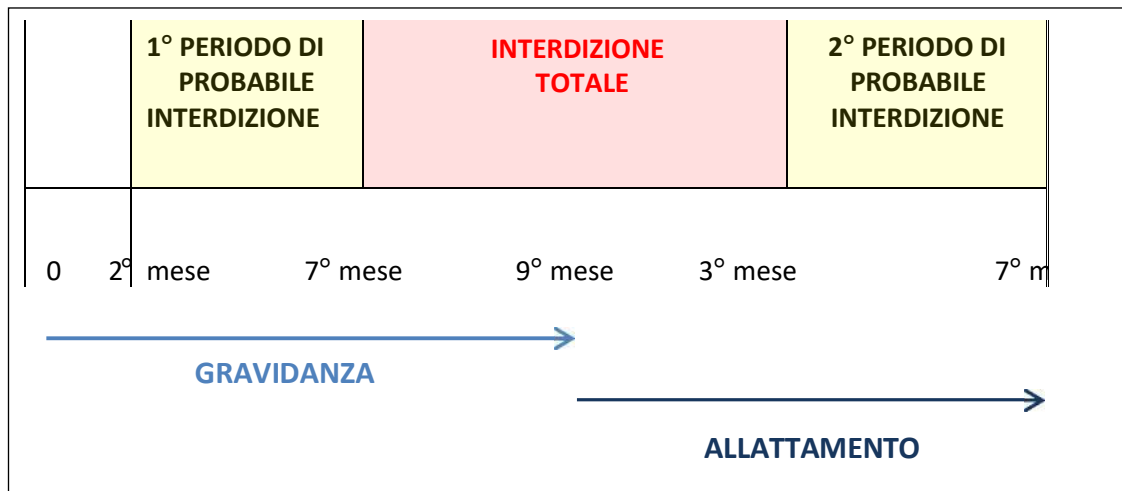 1° PERIODO DI
PROBABILE
INTERDIZIONE
INTERDIZIONE
TOTALE
2° PERIODO DI
PROBABILE
INTERDIZIONE
0 2° mese 7° mese 9° mese 3° mese 7° m
GRAVIDANZA
ALLATTAMENTO